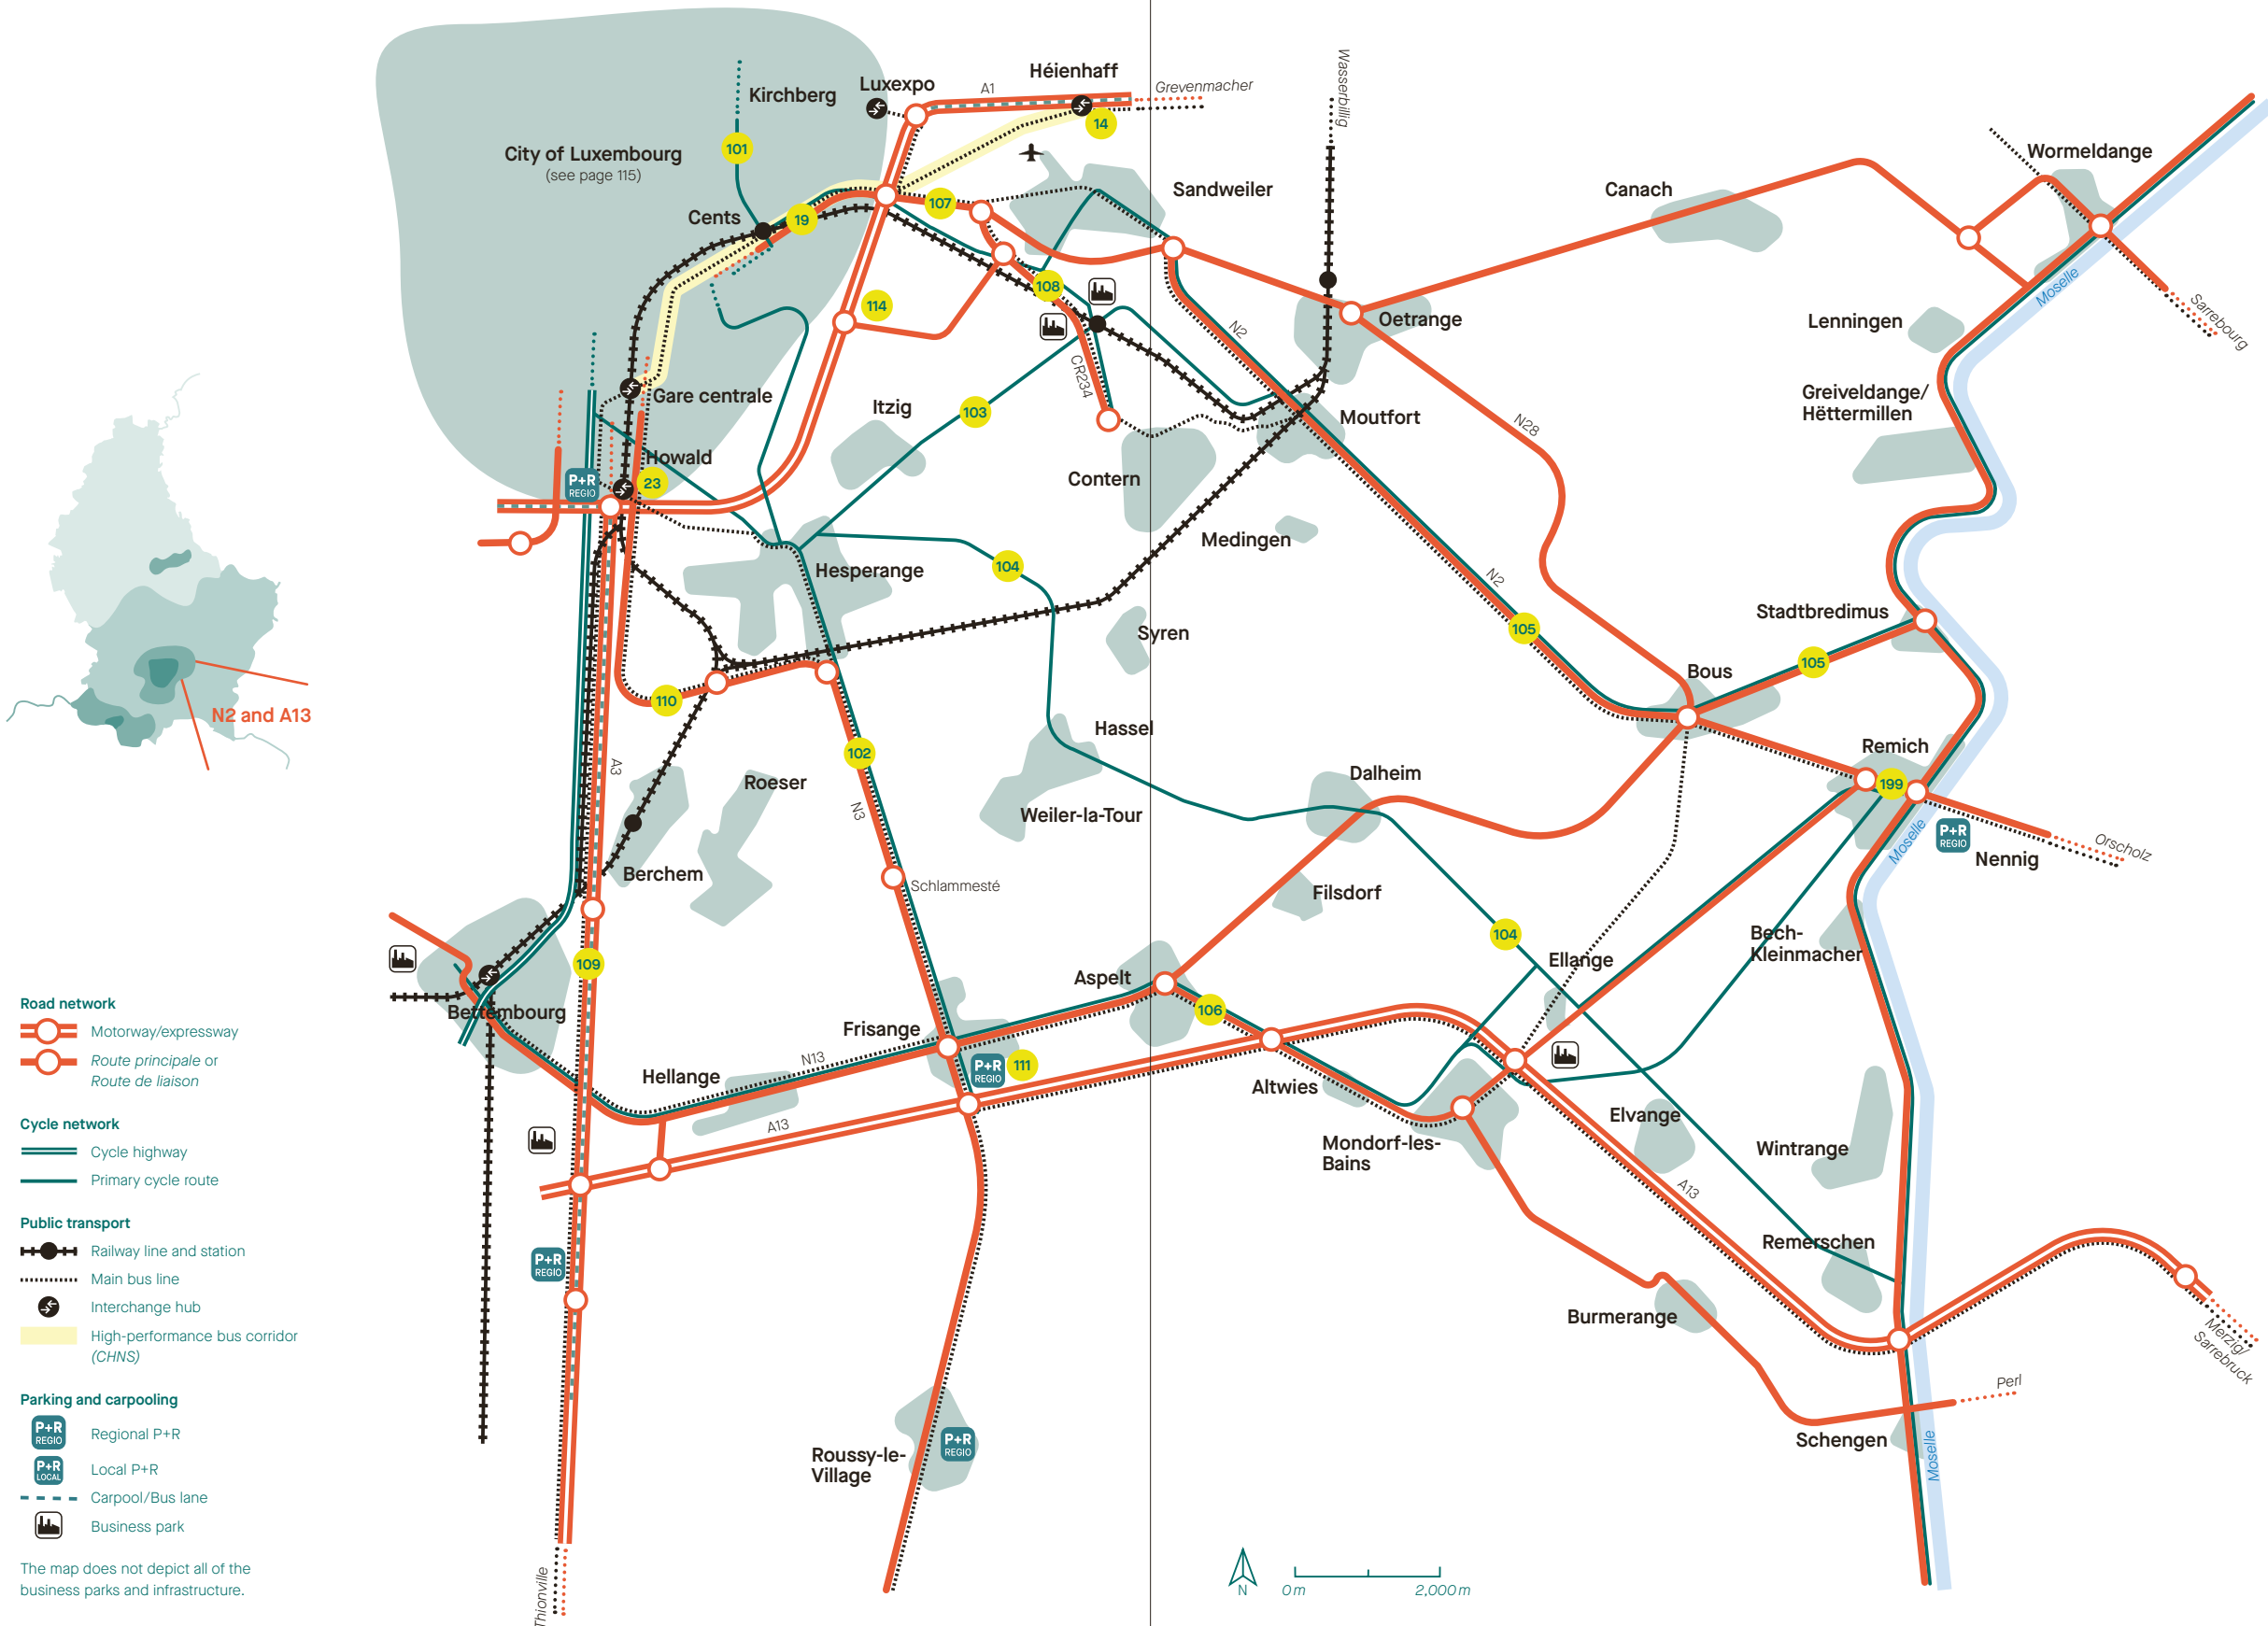 Héienhaff
Luxexpo
Kirchberg
A1
Grevenmacher
Wasserbillig
14
101
City of Luxembourg
(see page 115)
Wormeldange
Sandweiler
Canach
Cents
19
107
108
114
Moselle
Sarrebourg
N2
Oetrange
Lenningen
CR234
Gare centrale
Itzig
103
Moutfort
N28
Greiveldange/
Hëttermillen
Howald
P+R
REGIO
23
Contern
Medingen
Hesperange
104
N2
Syren
105
Stadtbredimus
105
Bous
110
Hassel
102
A3
Roeser
N3
Weiler-la-Tour
Dalheim
Remich
199
P+R
REGIO
Nennig
Orscholz
Moselle
Berchem
Schlammesté
Filsdorf
104
Bech-
Kleinmacher
Ellange
109
Aspelt
106
Bettembourg
Frisange
N13
P+R
REGIO
111
Hellange
A13
Altwies
Mondorf-les-
Bains
Elvange
Wintrange
A13
Remerschen
P+R
REGIO
Burmerange
Merzig/
Sarrebruck
Perl
Schengen
Moselle
Roussy-le-
Village
P+R
REGIO
Thionville
N
0 m
2,000 m
N2 and A13
Road network
Motorway/expressway
Route principale or
Route de liaison
Cycle network
Cycle highway
Primary cycle route
Public transport
Railway line and station
Main bus line
Interchange hub
High-performance bus corridor
(CHNS)
Parking and carpooling
P+R
REGIO
Regional P+R
P+R
LOCAL
Local P+R
Carpool/Bus lane
Business park
The map does not depict all of the
business parks and infrastructure.